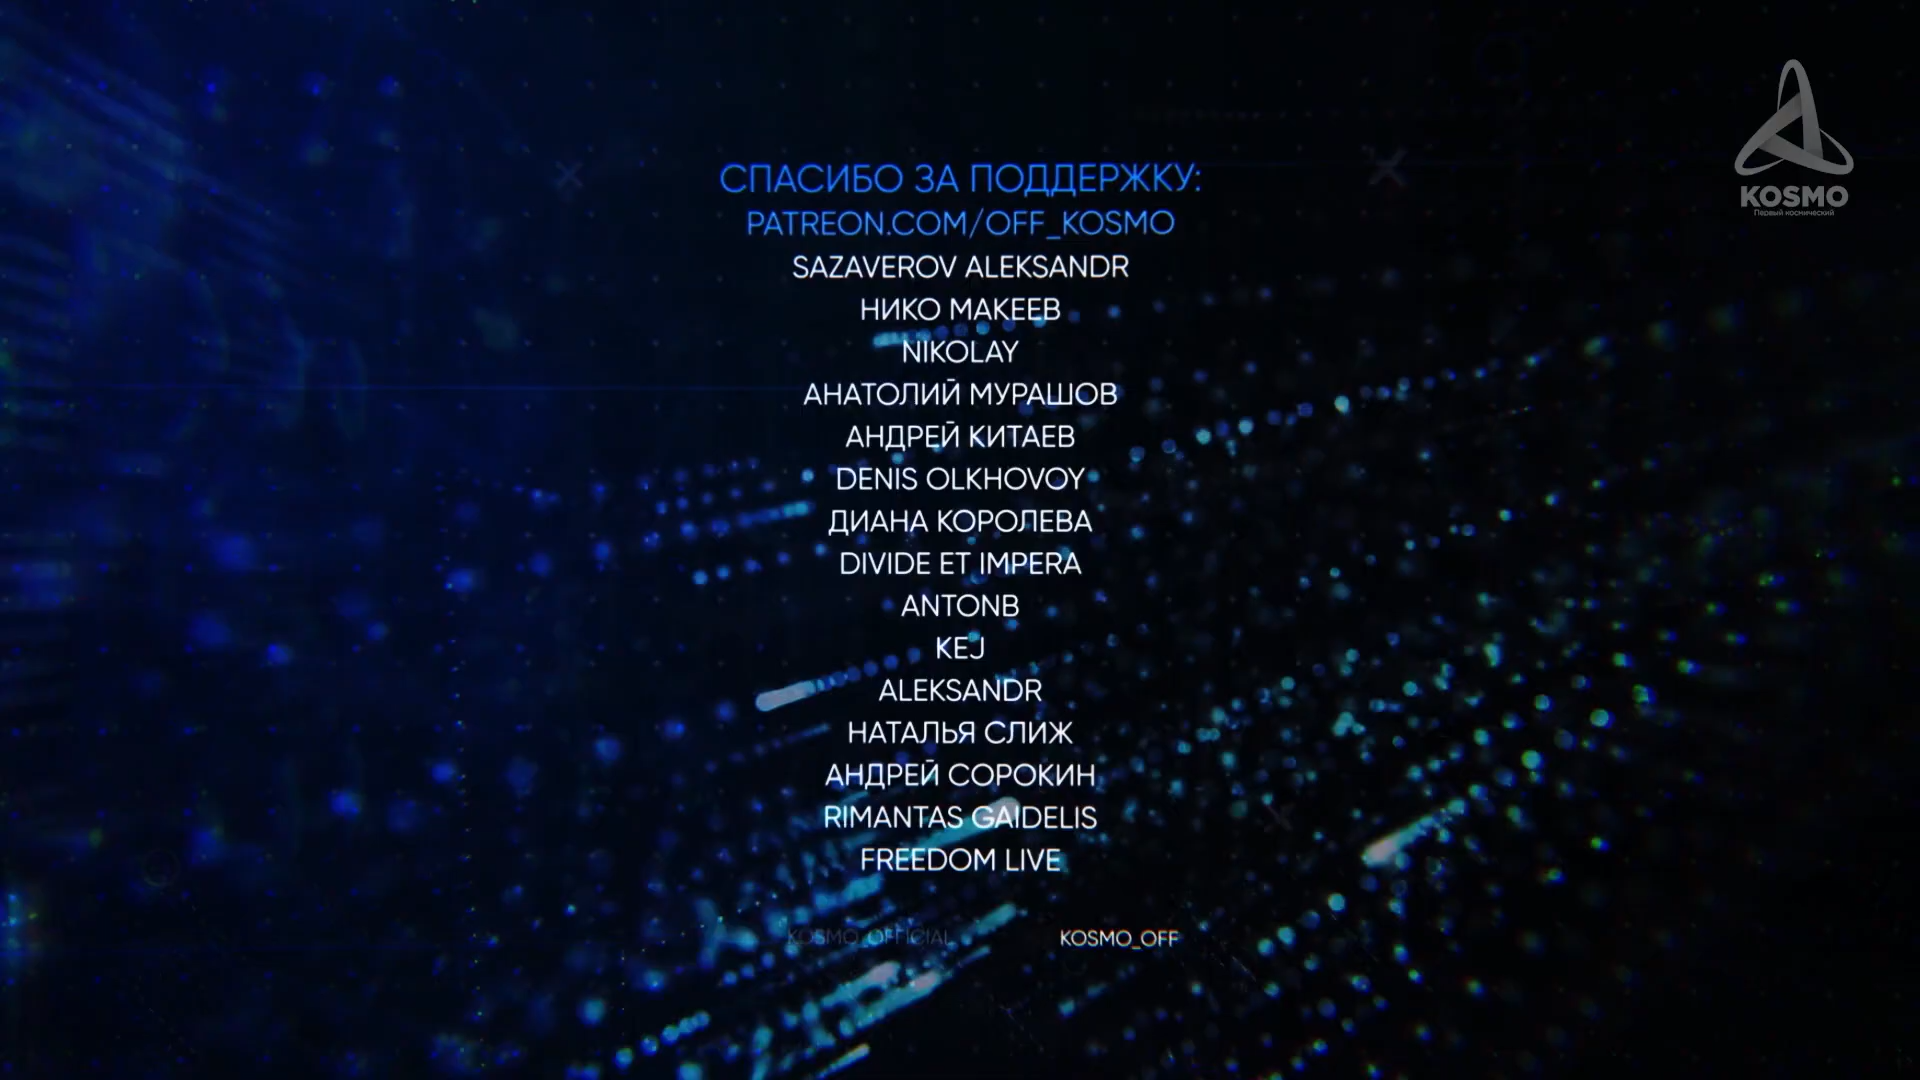 KOSMO
Первый космический
СПАСИБО ЗА ПОДДЕРЖКУ:
PATREON.COM/OFF_KOSMO
SAZAVEROV ALEKSANDR
НИКО МАКЕЕВ
NIKOLAY
АНАТОЛИЙ МУРАШОВ
АНДРЕЙ КИТАЕВ
DENIS OLKHOVOY
ДИАНА КОРОЛЕВА
DIVIDE ET IMPERA
ANTONB
KEJ
ALEKSANDR
НАТАЛЬЯ СЛИЖ
АНДРЕЙ СОРОКИН
RIMANTAS GAIDELIS
FREEDOM LIVE
KOSMO_OFFICIAL
KOSMO_OFF